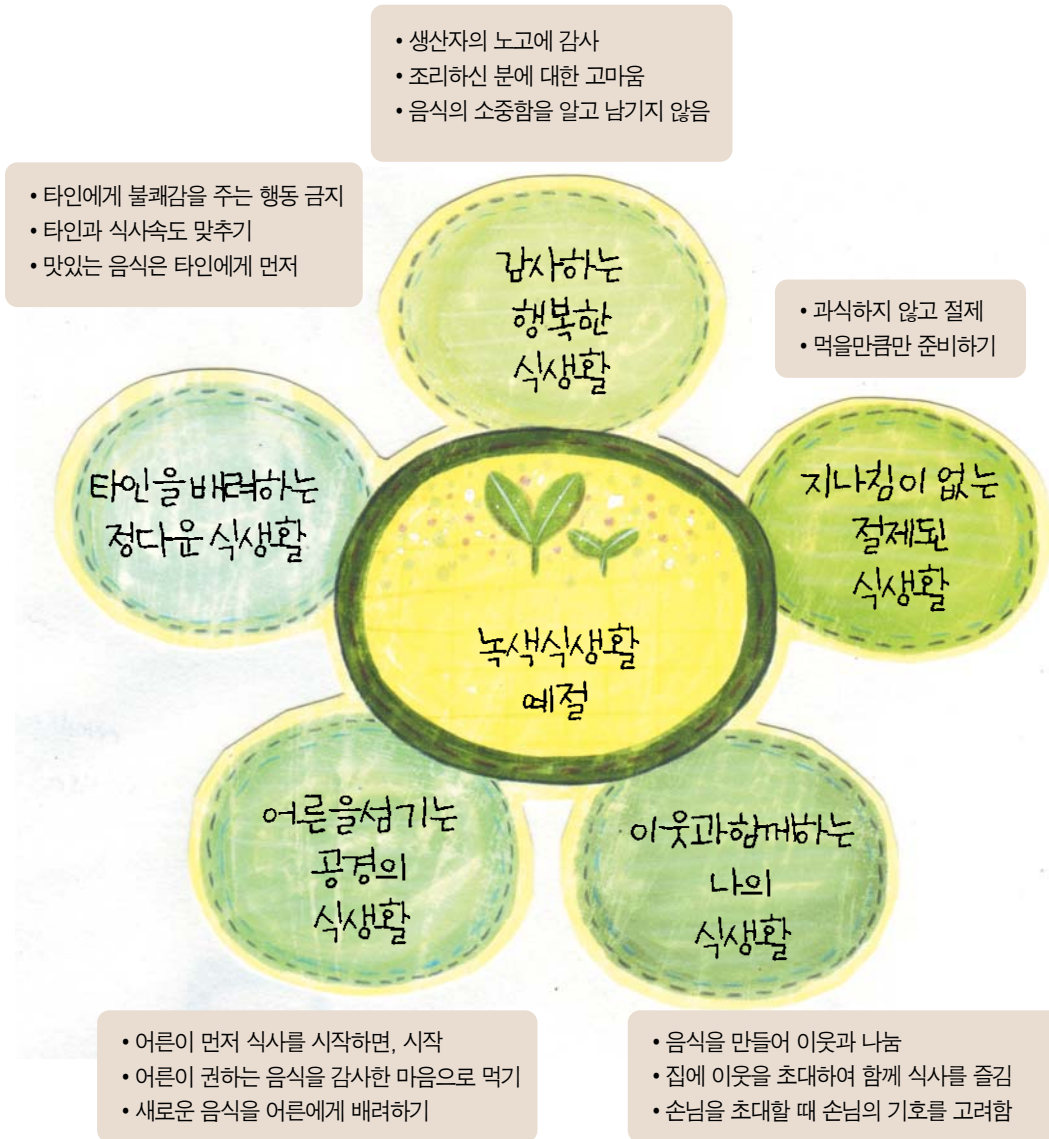 • 생산자의 노고에 감사
• 조리하신 분에 대한 고마움
• 음식의 소중함을 알고 남기지 않음
• 타인에게 불쾌감을 주는 행동 금지
• 타인과 식사속도 맞추기
• 맛있는 음식은 타인에게 먼저
감사하는
행복한
식생활
• 과식하지 않고 절제
• 먹을만큼만 준비하기
타인을배려하는
정다운 식생활
지나침이 없는
절제된
식생활
녹색식생활
예절
어른을섬기는
공경의
식생활
이웃과함께하는
나의
식생활
• 어른이 먼저 식사를 시작하면, 시작
• 어른이 권하는 음식을 감사한 마음으로 먹기
• 새로운 음식을 어른에게 배려하기
• 음식을 만들어 이웃과 나눔
• 집에 이웃을 초대하여 함께 식사를 즐김
• 손님을 초대할 때 손님의 기호를 고려함